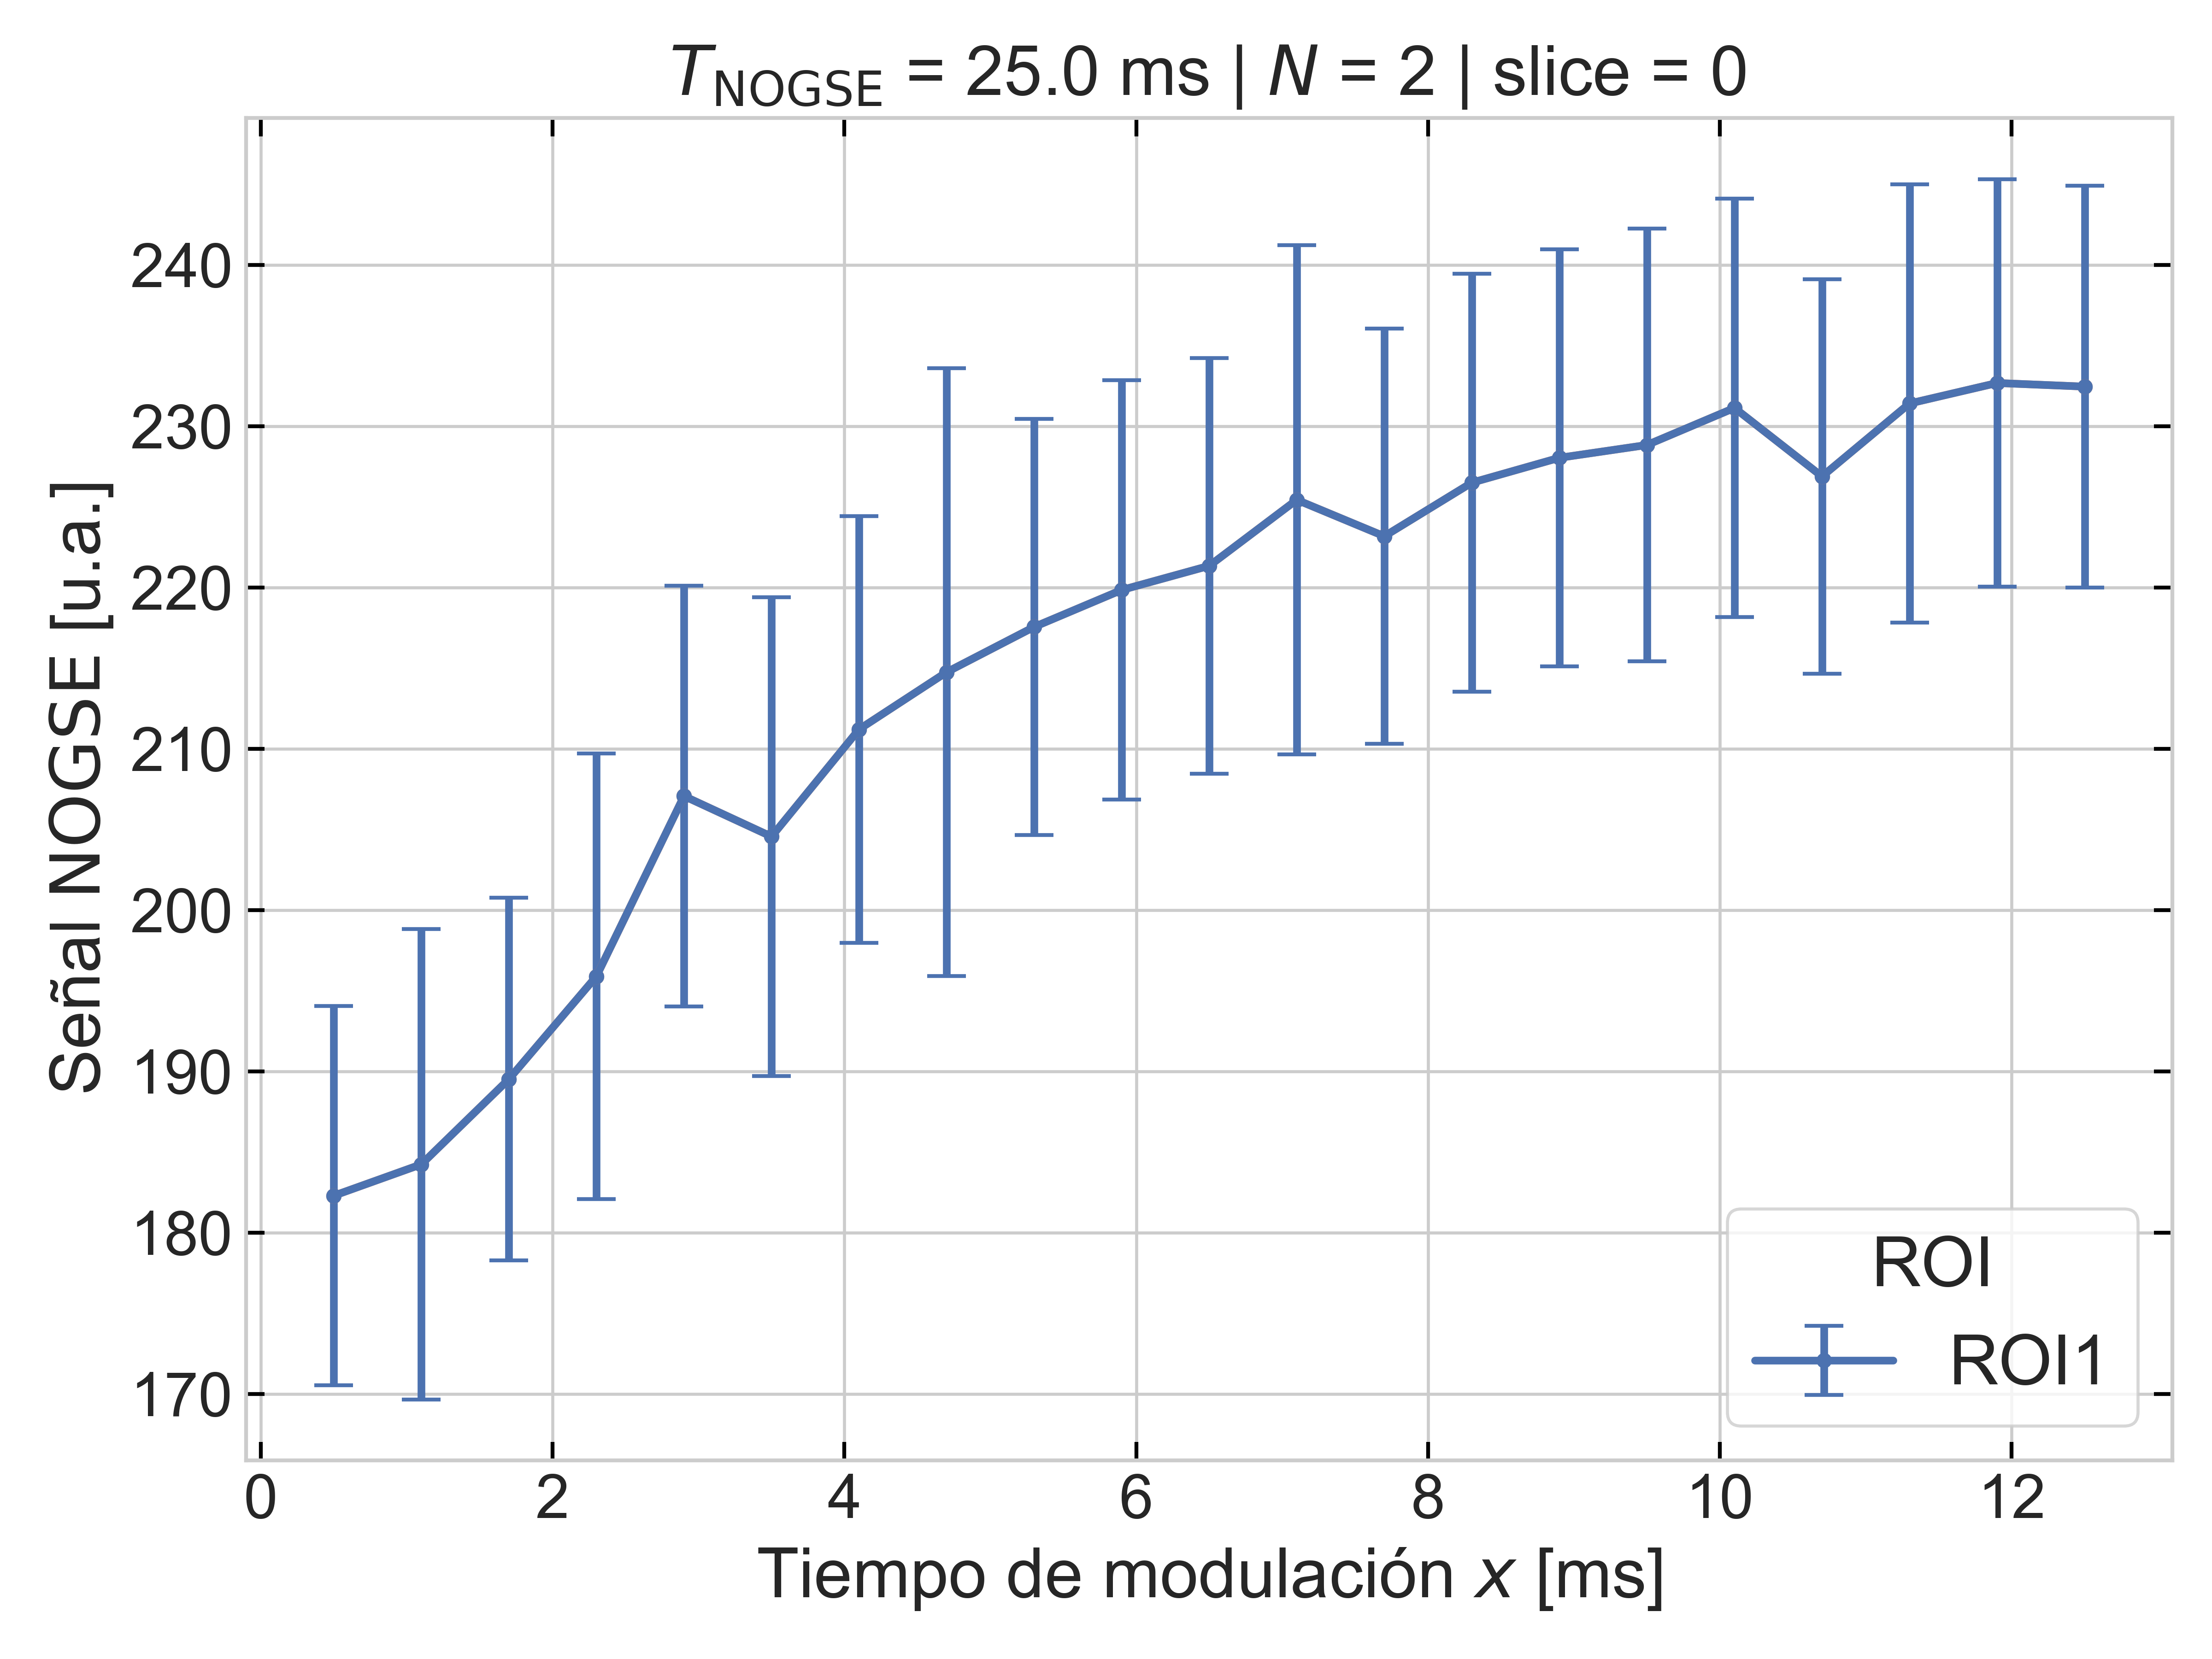 T_NOGSE = 25.0 ms | N = 2 | slice = 0
Señal NOGSE [u.a.]
240
230
220
210
200
190
180
170
ROI
ROI1
0 2 4 6 8 10 12
Tiempo de modulación x [ms]